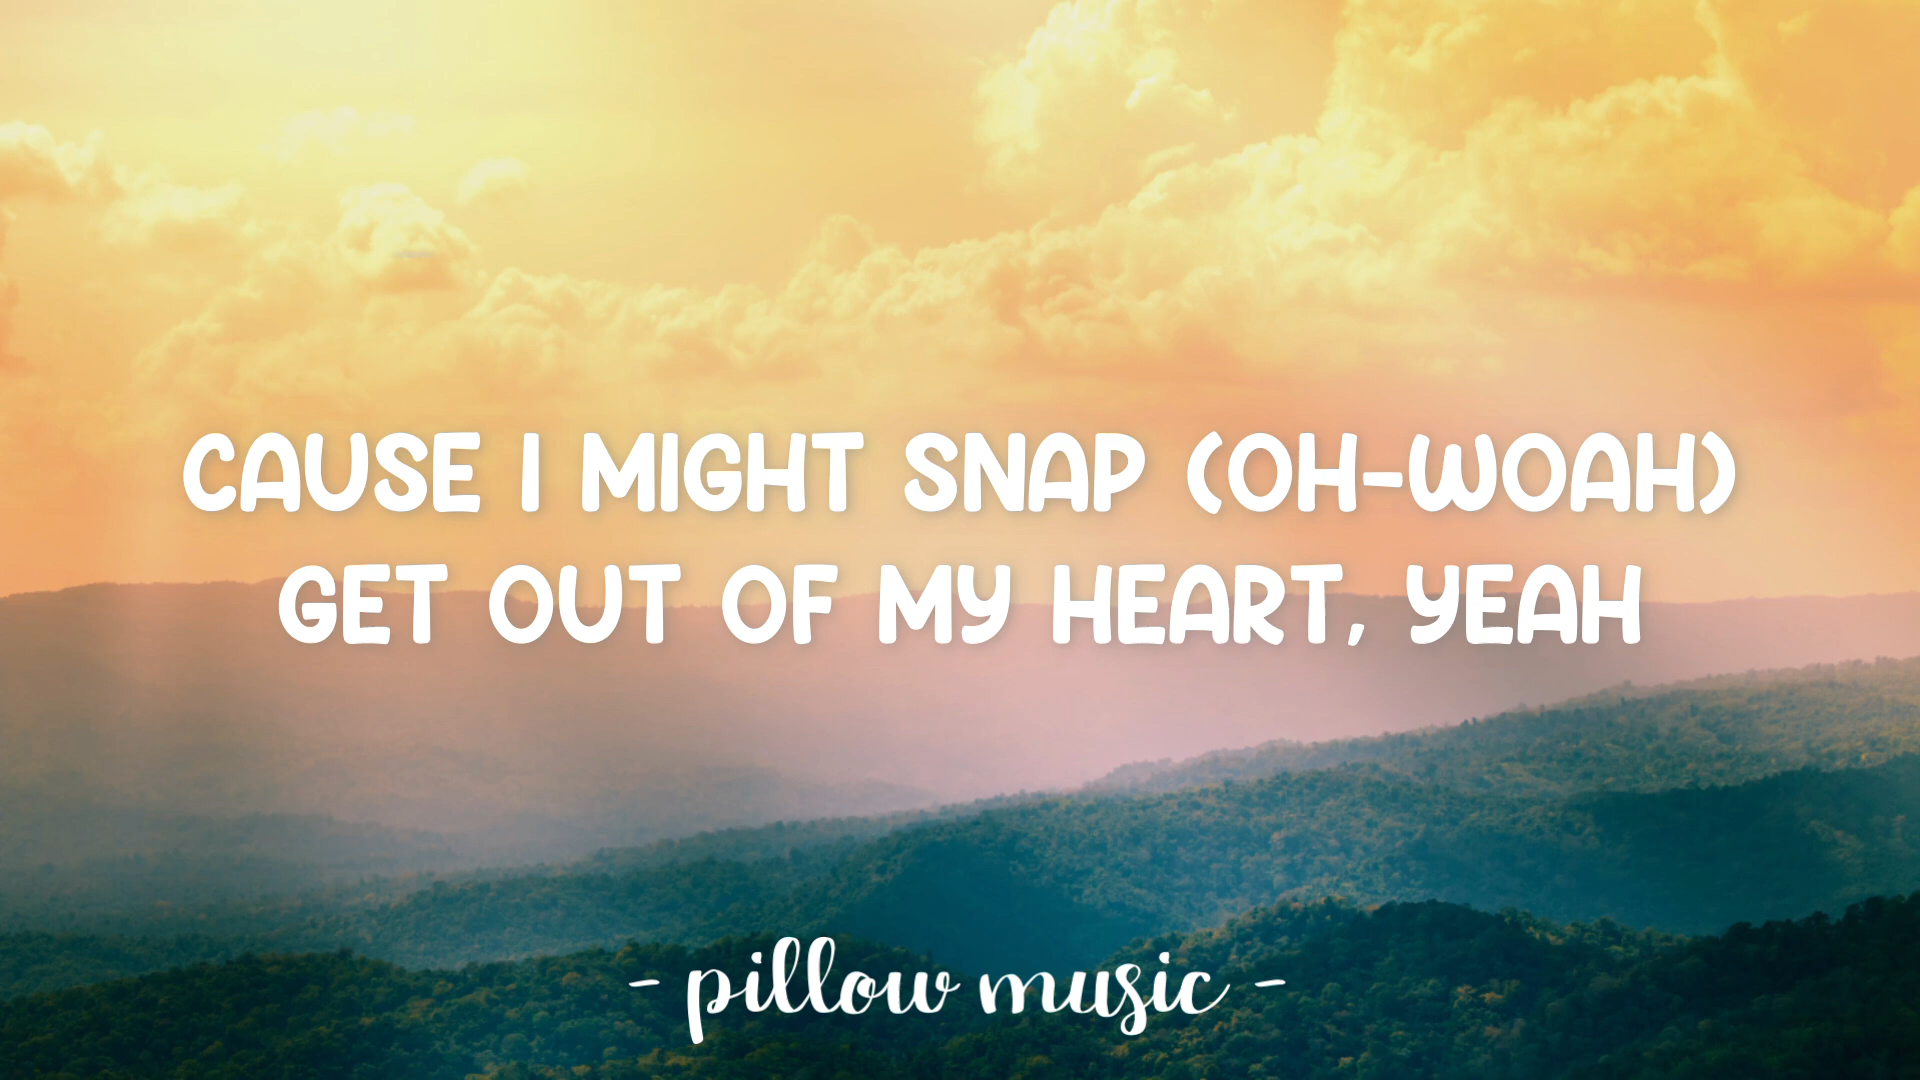 CAUSE I MIGHT SNAP (OH-WOAH)
GET OUT OF MY HEART, YEAH
- pillow music -